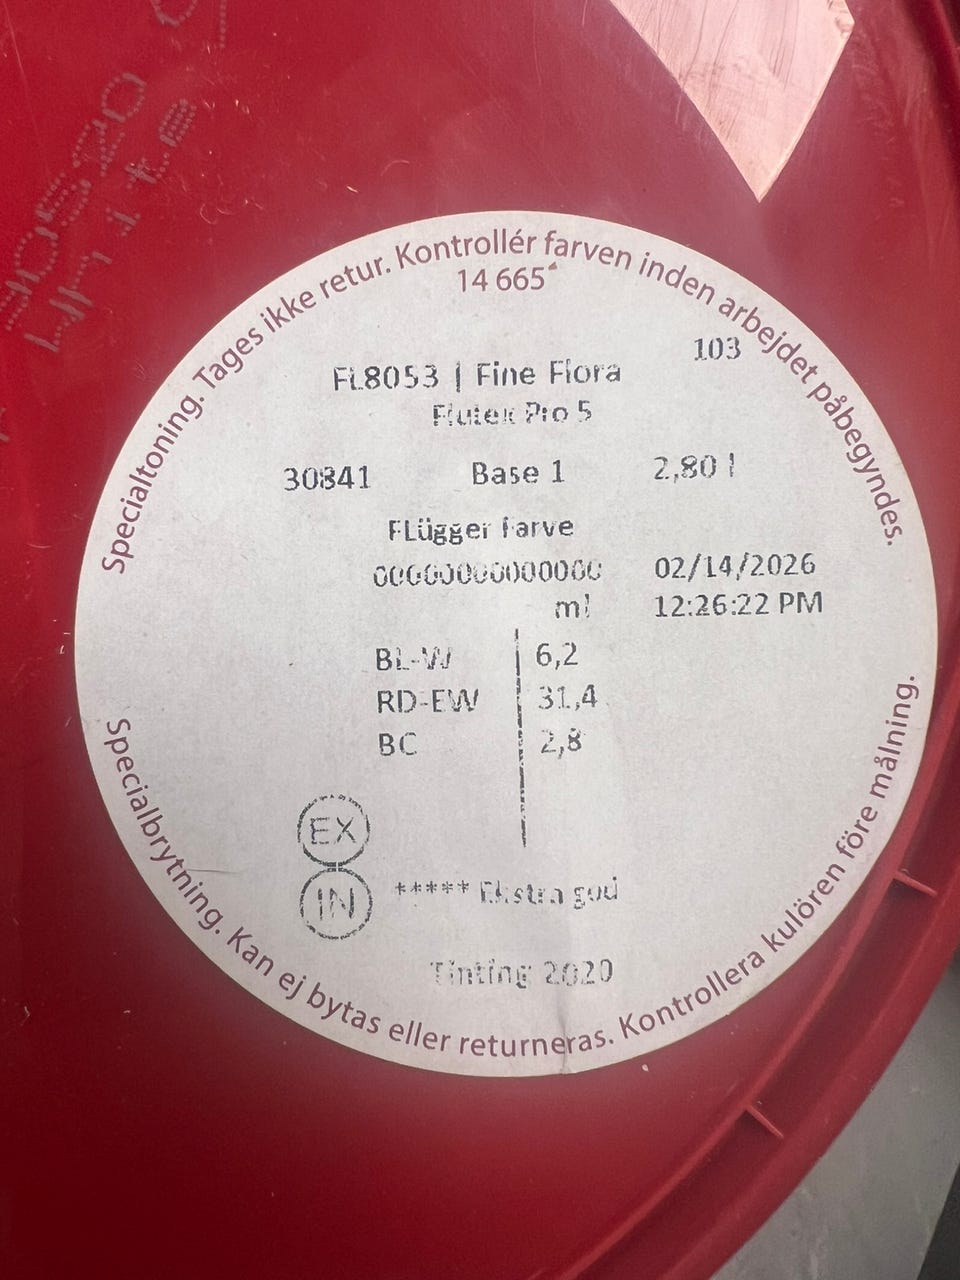 Specialtoning. Tages ikke retur. Kontrollér farven inden arbejdet påbegyndes.
14 665
103
FL8053 | Fine Flora
Flutex Pro 5
30841 Base 1 2,80 l
FLügger farve
00000000000000 02/14/2026
ml 12:26:22 PM
BL-W 6,2
RD-EW 31,4
BC 2,8
EX
IN ***** Ekstra god
Tinting 2020
Specialbrytning. Kan ej bytas eller returneras. Kontrollera kulören före målning.